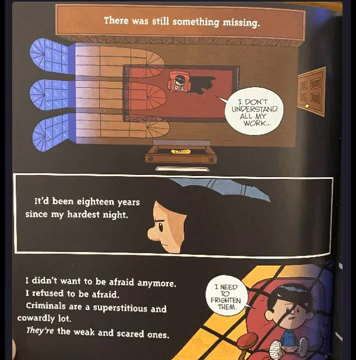 There was still something missing.
I DON'T
UNDERSTAND
ALL MY
WORK...
It'd been eighteen years
since my hardest night.
I didn't want to be afraid anymore.
I refused to be afraid.
Criminals are a superstitious and
cowardly lot.
They're the weak and scared ones.
I NEED
TO
FRIGHTEN
THEM.